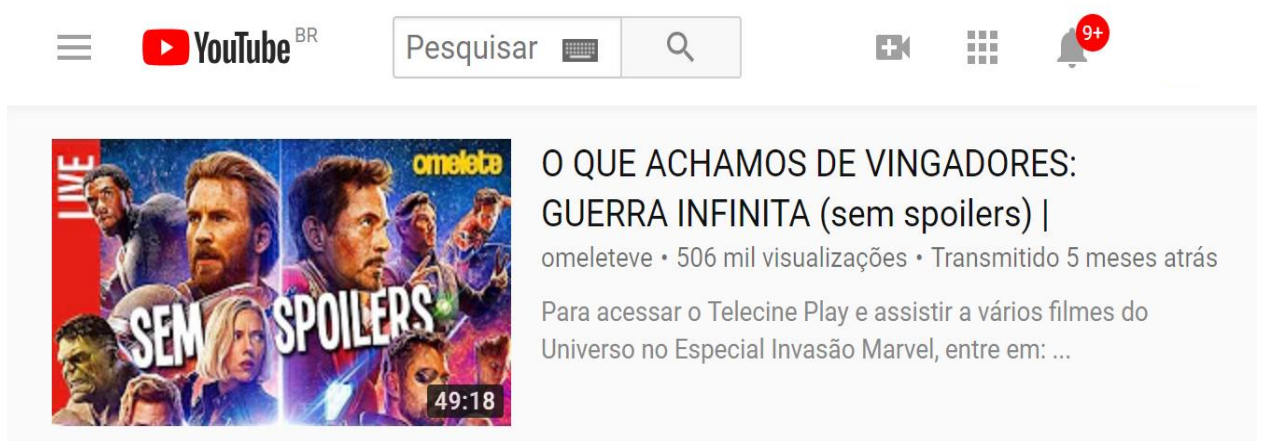 YouTube BR
Pesquisar
9+
LIVE
omelete
SEM SPOILERS
49:18
O QUE ACHAMOS DE VINGADORES:
GUERRA INFINITA (sem spoilers) |
omeleteve • 506 mil visualizações • Transmitido 5 meses atrás
Para acessar o Telecine Play e assistir a vários filmes do
Universo no Especial Invasão Marvel, entre em: ...